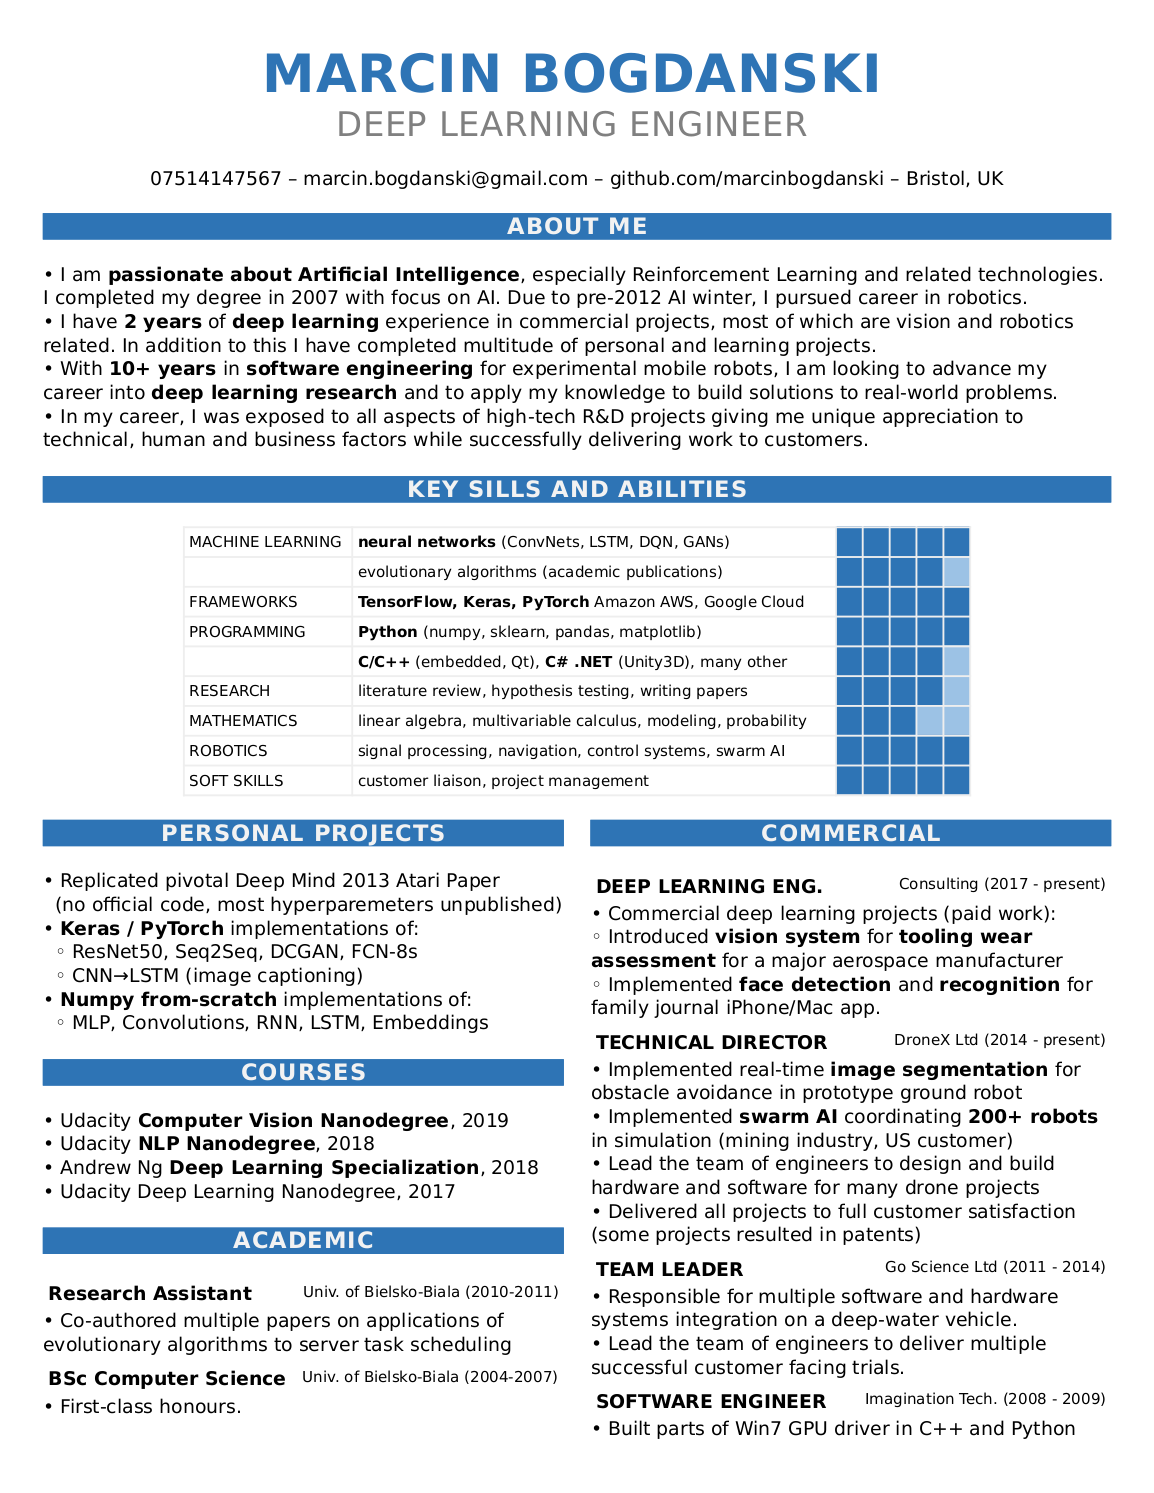 MARCIN BOGDANSKI
DEEP LEARNING ENGINEER
07514147567 – marcin.bogdanski@gmail.com – github.com/marcinbogdanski – Bristol, UK
ABOUT ME
• I am passionate about Artificial Intelligence, especially Reinforcement Learning and related technologies.
I completed my degree in 2007 with focus on AI. Due to pre-2012 AI winter, I pursued career in robotics.
• I have 2 years of deep learning experience in commercial projects, most of which are vision and robotics
related. In addition to this I have completed multitude of personal and learning projects.
• With 10+ years in software engineering for experimental mobile robots, I am looking to advance my
career into deep learning research and to apply my knowledge to build solutions to real-world problems.
• In my career, I was exposed to all aspects of high-tech R&D projects giving me unique appreciation to
technical, human and business factors while successfully delivering work to customers.
KEY SILLS AND ABILITIES
MACHINE LEARNING neural networks (ConvNets, LSTM, DQN, GANs)
evolutionary algorithms (academic publications)
FRAMEWORKS TensorFlow, Keras, PyTorch Amazon AWS, Google Cloud
PROGRAMMING Python (numpy, sklearn, pandas, matplotlib)
C/C++ (embedded, Qt), C# .NET (Unity3D), many other
RESEARCH literature review, hypothesis testing, writing papers
MATHEMATICS linear algebra, multivariable calculus, modeling, probability
ROBOTICS signal processing, navigation, control systems, swarm AI
SOFT SKILLS customer liaison, project management
PERSONAL PROJECTS
• Replicated pivotal Deep Mind 2013 Atari Paper
(no official code, most hyperparemeters unpublished)
• Keras / PyTorch implementations of:
◦ ResNet50, Seq2Seq, DCGAN, FCN-8s
◦ CNN→LSTM (image captioning)
• Numpy from-scratch implementations of:
◦ MLP, Convolutions, RNN, LSTM, Embeddings
COURSES
• Udacity Computer Vision Nanodegree, 2019
• Udacity NLP Nanodegree, 2018
• Andrew Ng Deep Learning Specialization, 2018
• Udacity Deep Learning Nanodegree, 2017
ACADEMIC
Research Assistant Univ. of Bielsko-Biala (2010-2011)
• Co-authored multiple papers on applications of
evolutionary algorithms to server task scheduling
BSc Computer Science Univ. of Bielsko-Biala (2004-2007)
• First-class honours.
COMMERCIAL
DEEP LEARNING ENG. Consulting (2017 - present)
• Commercial deep learning projects (paid work):
◦ Introduced vision system for tooling wear
assessment for a major aerospace manufacturer
◦ Implemented face detection and recognition for
family journal iPhone/Mac app.
TECHNICAL DIRECTOR DroneX Ltd (2014 - present)
• Implemented real-time image segmentation for
obstacle avoidance in prototype ground robot
• Implemented swarm AI coordinating 200+ robots
in simulation (mining industry, US customer)
• Lead the team of engineers to design and build
hardware and software for many drone projects
• Delivered all projects to full customer satisfaction
(some projects resulted in patents)
TEAM LEADER Go Science Ltd (2011 - 2014)
• Responsible for multiple software and hardware
systems integration on a deep-water vehicle.
• Lead the team of engineers to deliver multiple
successful customer facing trials.
SOFTWARE ENGINEER Imagination Tech. (2008 - 2009)
• Built parts of Win7 GPU driver in C++ and Python